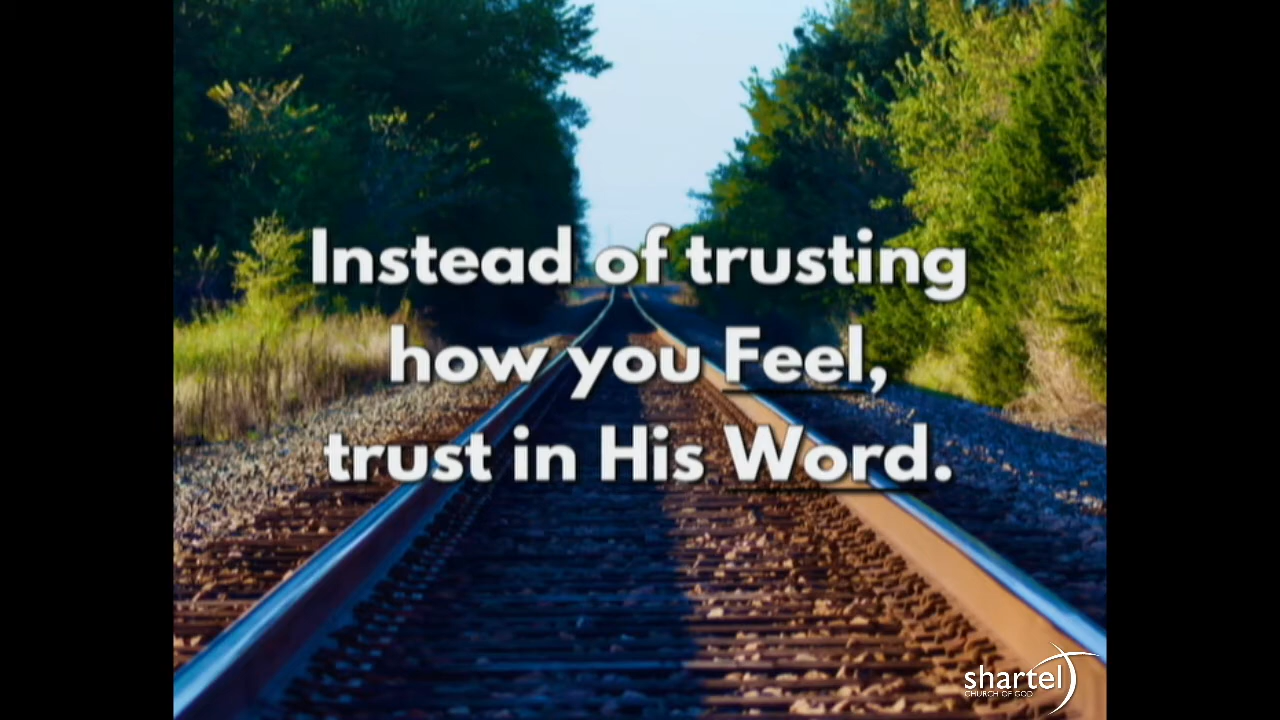 Instead of trusting
how you Feel,
trust in His Word.
shartel
CHURCH OF GOD